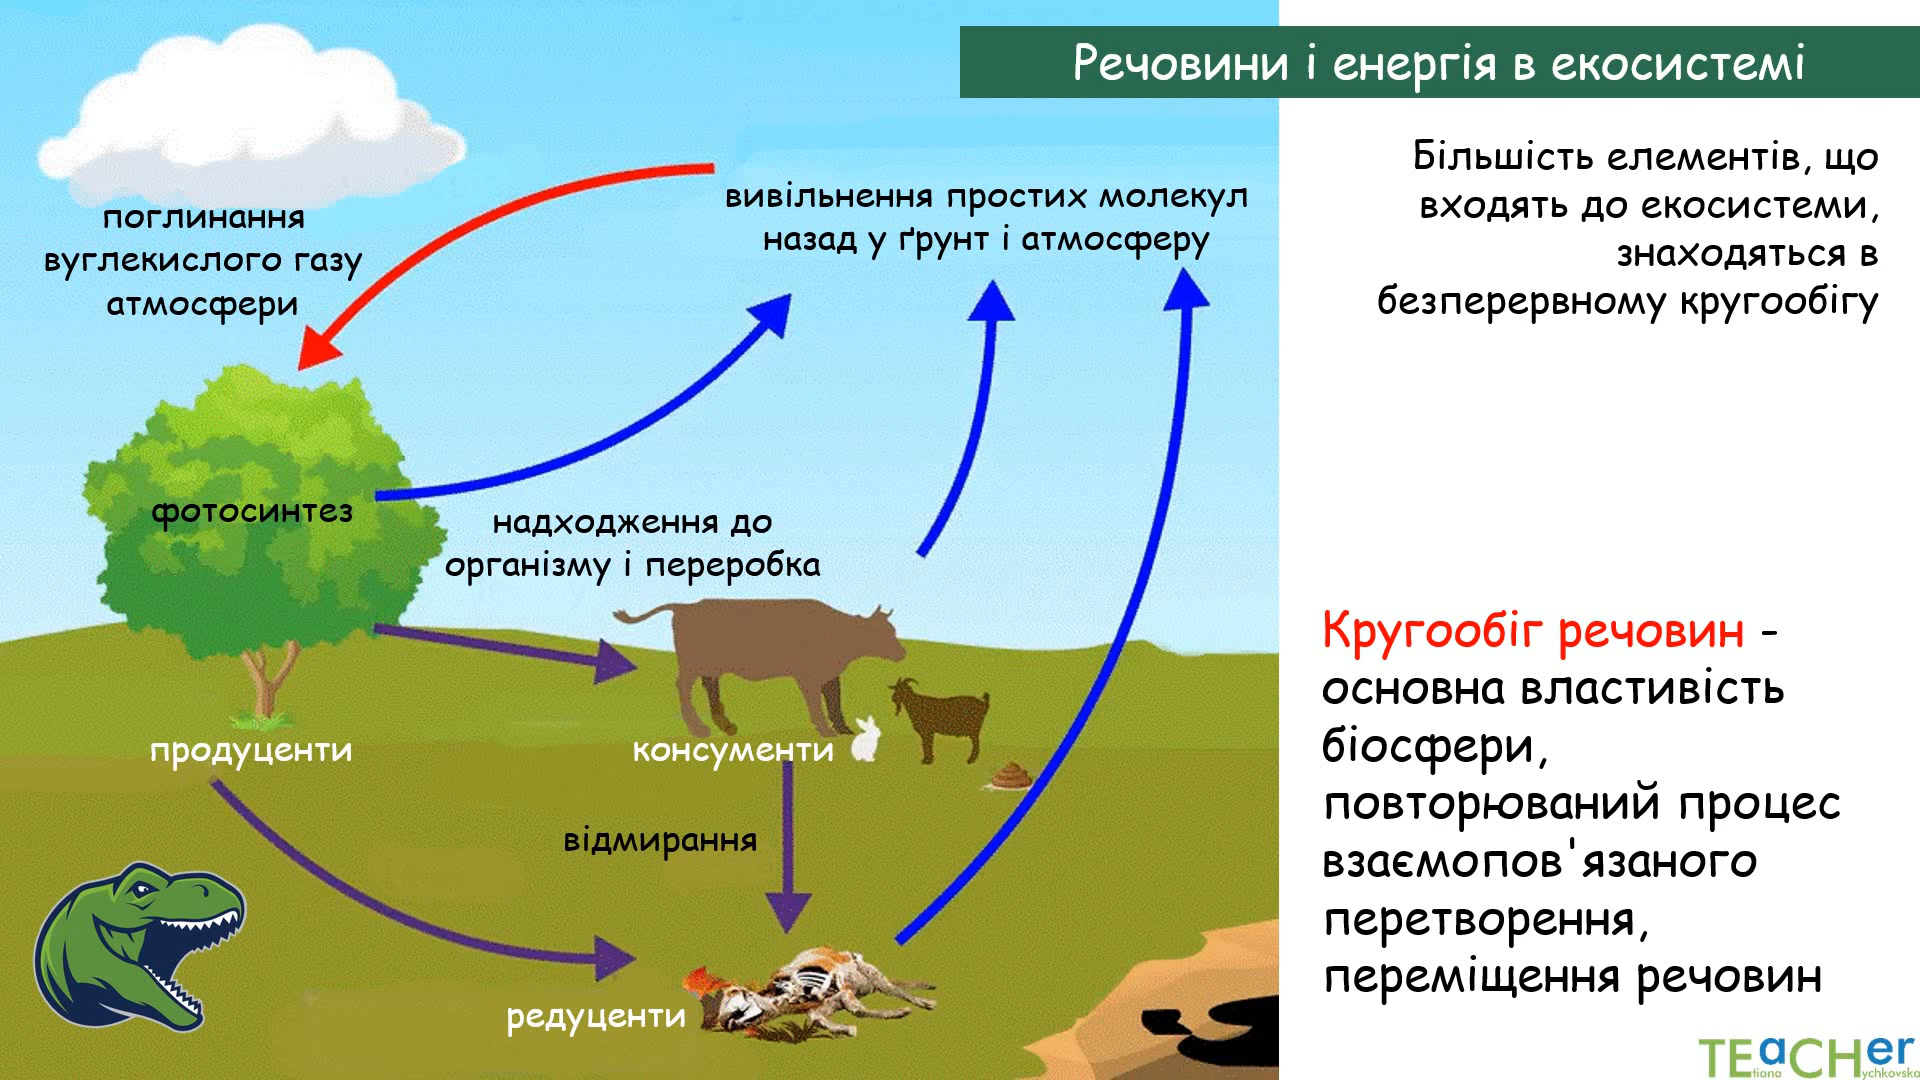 Речовини і енергія в екосистемі
Більшість елементів, що
входять до екосистеми,
знаходяться в
безперервному кругообігу
поглинання
вуглекислого газу
атмосфери
вивільнення простих молекул
назад у ґрунт і атмосферу
фотосинтез
надходження до
організму і переробка
продуценти
консументи
відмирання
редуценти
Кругообіг речовин -
основна властивість
біосфери,
повторюваний процес
взаємопов'язаного
перетворення,
переміщення речовин
TEaCHer
tiana ychkovska